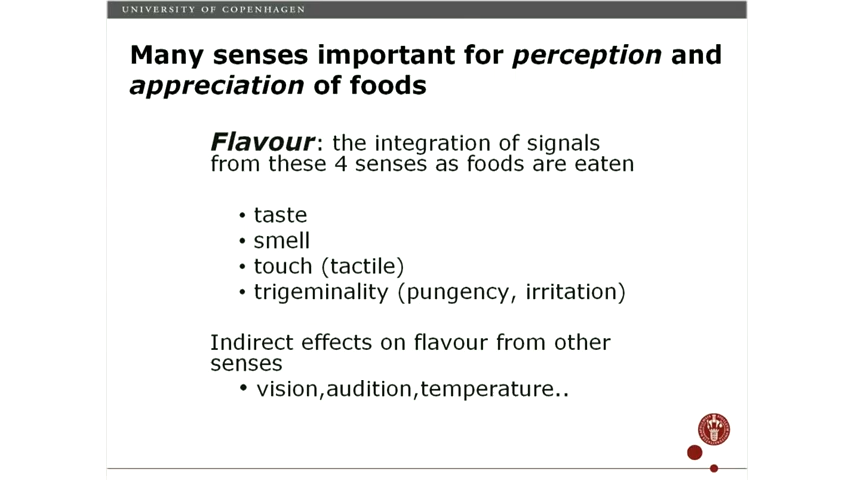 UNIVERSITY OF COPENHAGEN
Many senses important for perception and
appreciation of foods
Flavour: the integration of signals
from these 4 senses as foods are eaten
• taste
• smell
• touch (tactile)
• trigeminality (pungency, irritation)
Indirect effects on flavour from other
senses
• vision,audition,temperature..